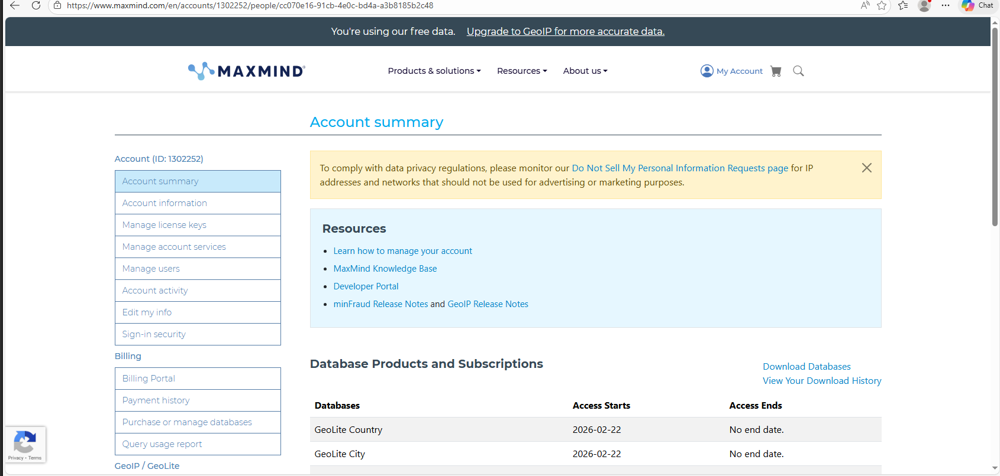 https://www.maxmind.com/en/accounts/1302252/people/cc070e16-91cb-4e0c-bd4a-a3b8185b2c48
Chat
You're using our free data. Upgrade to GeoIP for more accurate data.
MAXMIND
Products & solutions
Resources
About us
My Account
Account summary
Account (ID: 1302252)
Account summary
Account information
Manage license keys
Manage account services
Manage users
Account activity
Edit my info
Sign-in security
Billing
Billing Portal
Payment history
Purchase or manage databases
Query usage report
GeoIP / GeoLite
To comply with data privacy regulations, please monitor our Do Not Sell My Personal Information Requests page for IP
addresses and networks that should not be used for advertising or marketing purposes.
Resources
Learn how to manage your account
MaxMind Knowledge Base
Developer Portal
minFraud Release Notes and GeoIP Release Notes
Database Products and Subscriptions
Download Databases
View Your Download History
Databases Access Starts Access Ends
GeoLite Country 2026-02-22 No end date.
GeoLite City 2026-02-22 No end date.
Privacy - Terms